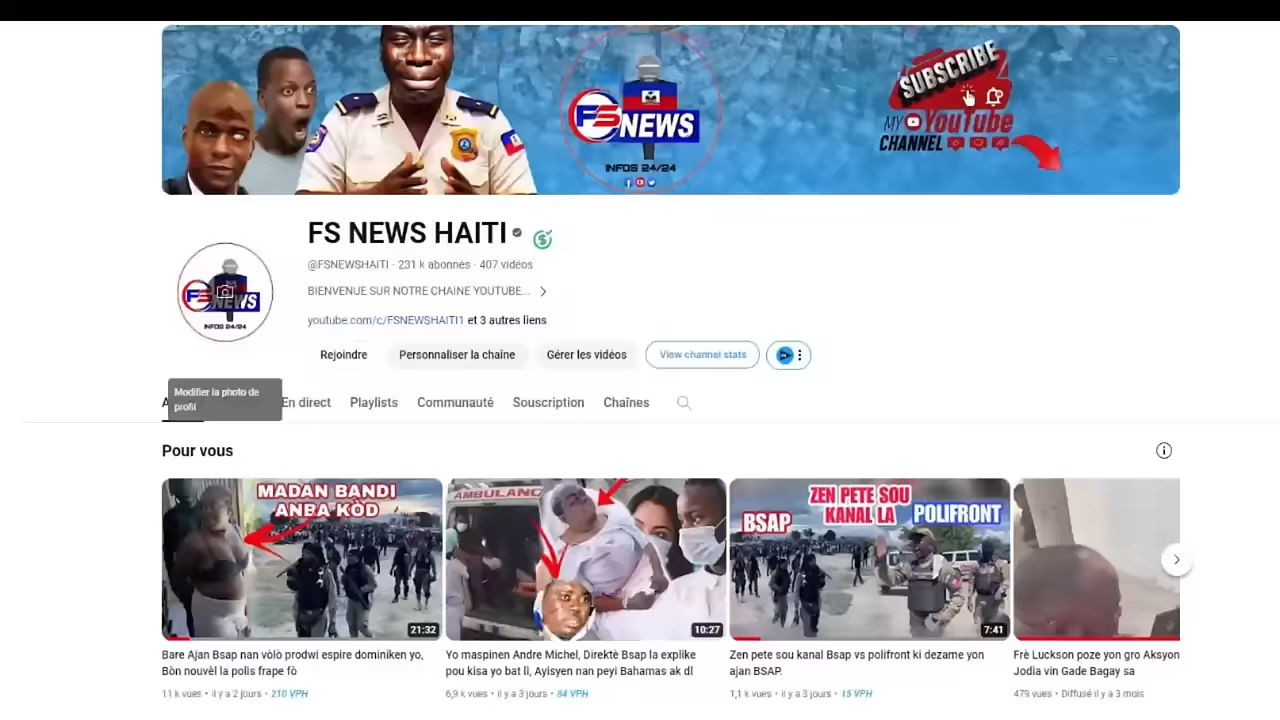 SUBSCRIBE
MY YouTube
CHANNEL
FS NEWS
INFOS 24/24
FS NEWS HAITI
@FSNEWSHAITI · 231 k abonnés · 407 vidéos
BIENVENUE SUR NOTRE CHAINE YOUTUBE...
FS NEWS
INFOS 24/24
youtube.com/c/FSNEWSHAITI1 et 3 autres liens
Rejoindre Personnaliser la chaîne Gérer les vidéos View channel stats
Modifier la photo de
profil
En direct Playlists Communauté Souscription Chaînes
Pour vous
MADAN BANDI
ANBA KÒD
21:32
AMBULANC
10:27
ZEN PETE SOU
KANAL LA
BSAP
POLIFRONT
7:41
Bare Ajan Bsap nan vòlò prodwi espire dominiken yo,
Bòn nouvèl la polis frape fò
11 k vues • il y a 2 jours • 210 VPH
Yo maspinen Andre Michel, Direktè Bsap la explike
pou kisa yo bat li, Ayisyen nan peyi Bahamas ak dl
6,9 k vues • il y a 3 jours • 84 VPH
Zen pete sou kanal Bsap vs polifront ki dezame yon
ajan BSAP.
1,1 k vues • il y a 3 jours • 15 VPH
Frè Luckson poze yon gro Aksyon
Jodia vin Gade Bagay sa
479 vues • Diffusé il y a 3 mois